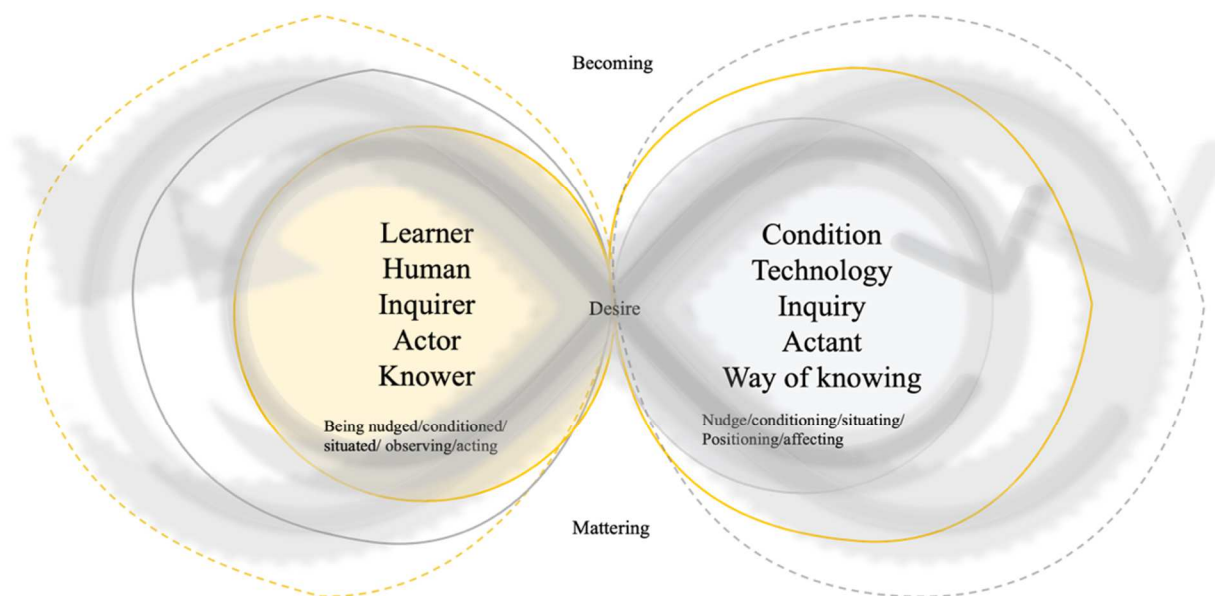 Becoming
Learner
Human
Inquirer
Actor
Knower
Being nudged/conditioned/
situated/ observing/acting
Desire
Condition
Technology
Inquiry
Actant
Way of knowing
Nudge/conditioning/situating/
Positioning/affecting
Mattering